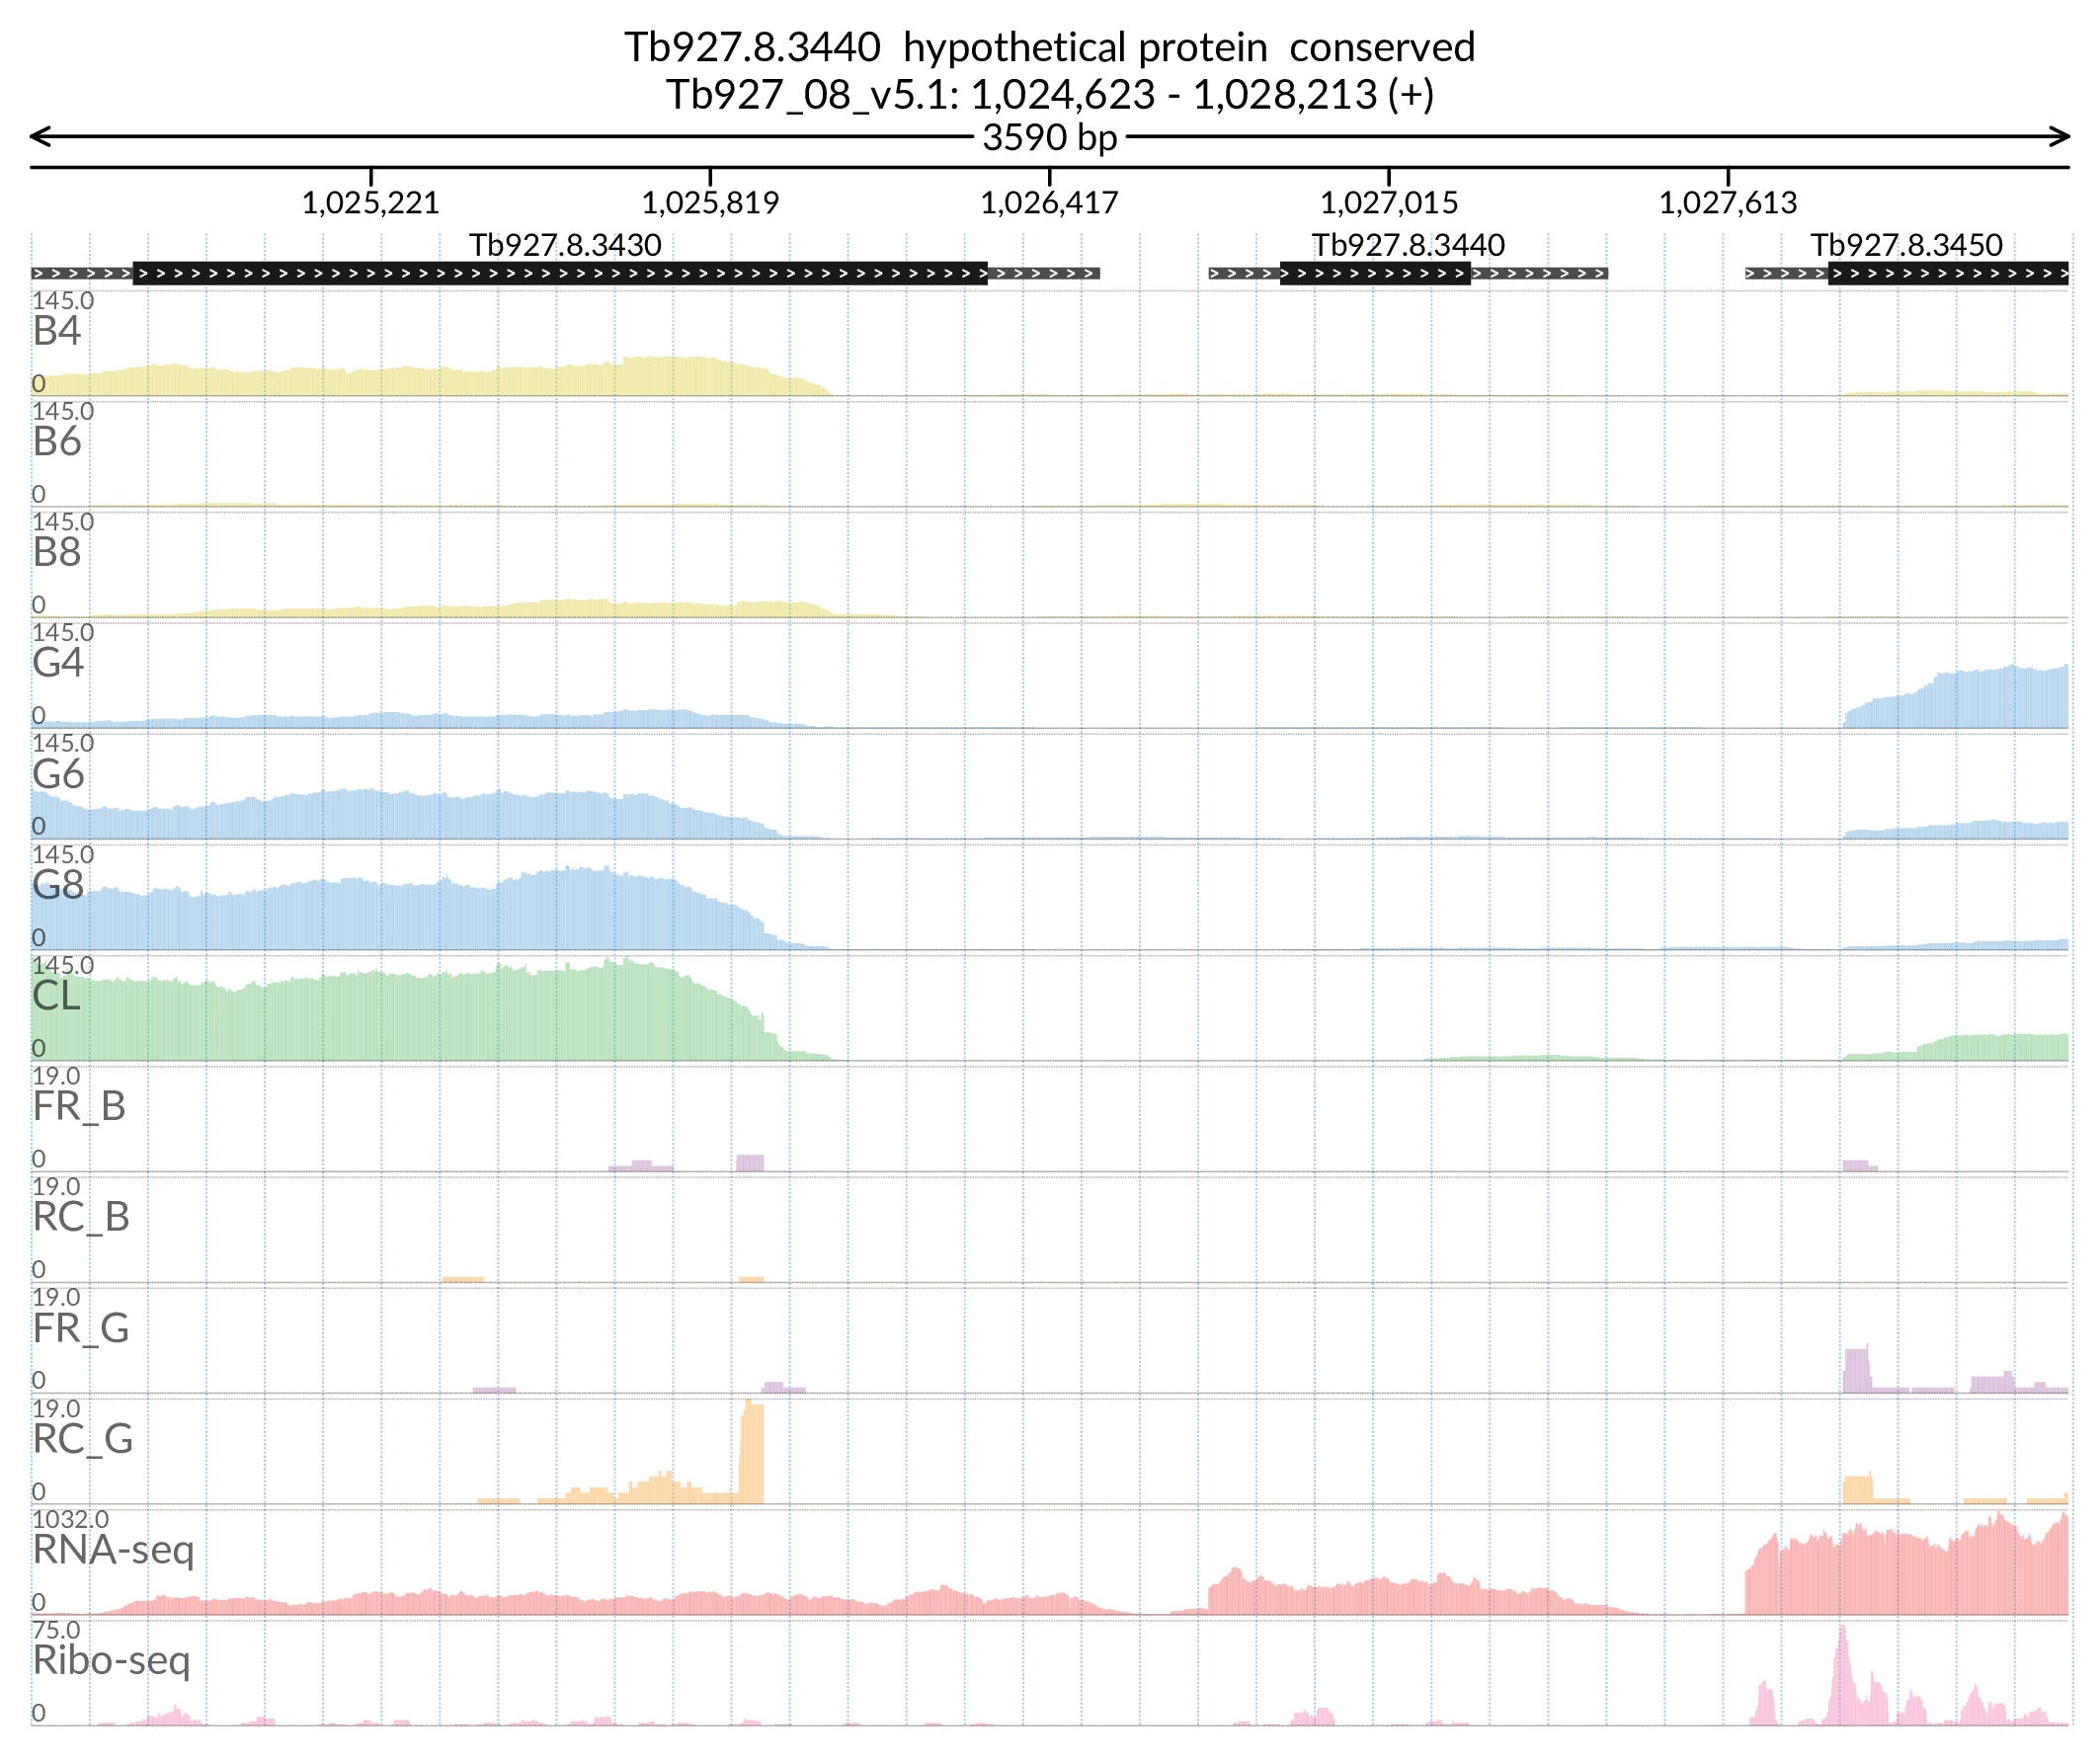 Tb927.8.3440  hypothetical protein  conserved
Tb927_08_v5.1: 1,024,623 - 1,028,213 (+)
3590 bp
1,025,221 1,025,819 1,026,417 1,027,015 1,027,613
Tb927.8.3430 Tb927.8.3440 Tb927.8.3450
145.0
B4
0
145.0
B6
0
145.0
B8
0
145.0
G4
0
145.0
G6
0
145.0
G8
0
145.0
CL
0
19.0
FR_B
0
19.0
RC_B
0
19.0
FR_G
0
19.0
RC_G
0
1032.0
RNA-seq
0
75.0
Ribo-seq
0